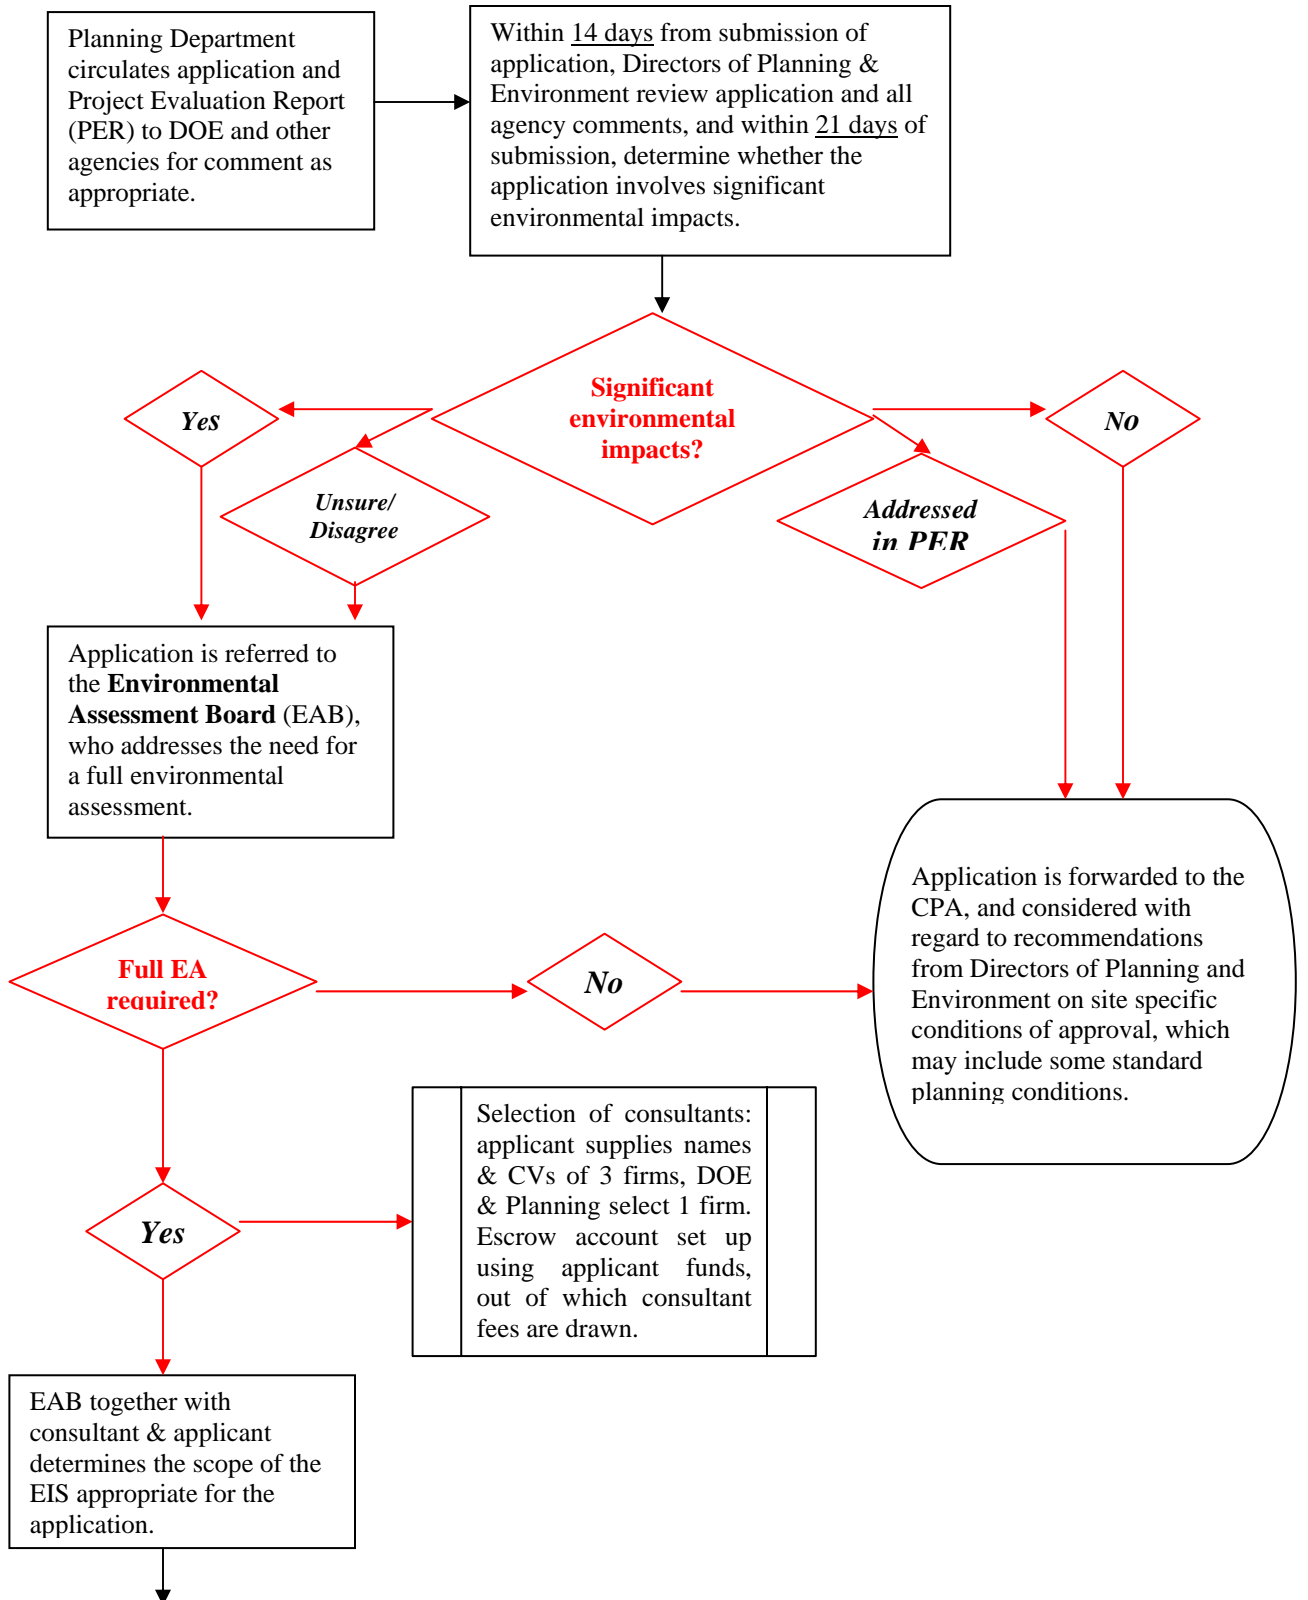 Planning Department
circulates application and
Project Evaluation Report
(PER) to DOE and other
agencies for comment as
appropriate.
Within 14 days from submission of
application, Directors of Planning &
Environment review application and all
agency comments, and within 21 days of
submission, determine whether the
application involves significant
environmental impacts.
Significant
environmental
impacts?
Yes
No
Unsure/
Disagree
Addressed
in PER
Application is referred to
the Environmental
Assessment Board (EAB),
who addresses the need for
a full environmental
assessment.
Application is forwarded to the
CPA, and considered with
regard to recommendations
from Directors of Planning and
Environment on site specific
conditions of approval, which
may include some standard
planning conditions.
Full EA
required?
No
Selection of consultants:
applicant supplies names
& CVs of 3 firms, DOE
& Planning select 1 firm.
Escrow account set up
using applicant funds,
out of which consultant
fees are drawn.
Yes
EAB together with
consultant & applicant
determines the scope of the
EIS appropriate for the
application.